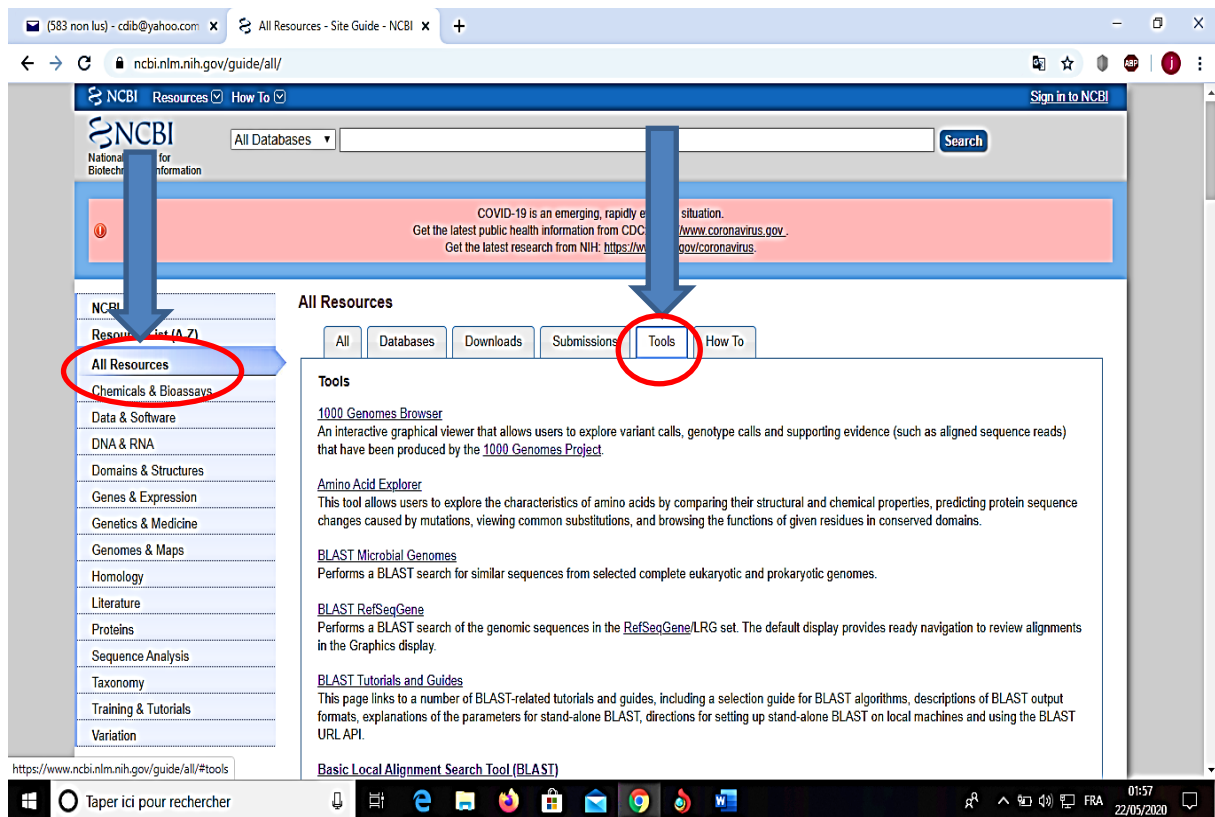 (583 non lus) - cdib@yahoo.com
All Resources - Site Guide - NCBI
ncbi.nlm.nih.gov/guide/all/
ABP
j
NCBI Resources How To
Sign in to NCBI
NCBI
All Databases
Search
National for
Biotech formation
COVID-19 is an emerging, rapidly situation.
Get the latest public health information from CDC /www.coronavirus.gov .
Get the latest research from NIH: https://w gov/coronavirus.
NCBI
Resou ist (A-Z)
All Resources
Chemicals & Bioassays
Data & Software
DNA & RNA
Domains & Structures
Genes & Expression
Genetics & Medicine
Genomes & Maps
Homology
Literature
Proteins
Sequence Analysis
Taxonomy
Training & Tutorials
Variation
All Resources
All Databases Downloads Submissions Tools How To
Tools
1000 Genomes Browser
An interactive graphical viewer that allows users to explore variant calls, genotype calls and supporting evidence (such as aligned sequence reads)
that have been produced by the 1000 Genomes Project.
Amino Acid Explorer
This tool allows users to explore the characteristics of amino acids by comparing their structural and chemical properties, predicting protein sequence
changes caused by mutations, viewing common substitutions, and browsing the functions of given residues in conserved domains.
BLAST Microbial Genomes
Performs a BLAST search for similar sequences from selected complete eukaryotic and prokaryotic genomes.
BLAST RefSeqGene
Performs a BLAST search of the genomic sequences in the RefSeqGene/LRG set. The default display provides ready navigation to review alignments
in the Graphics display.
BLAST Tutorials and Guides
This page links to a number of BLAST-related tutorials and guides, including a selection guide for BLAST algorithms, descriptions of BLAST output
formats, explanations of the parameters for stand-alone BLAST, directions for setting up stand-alone BLAST on local machines and using the BLAST
URL API.
Basic Local Alignment Search Tool (BLAST)
https://www.ncbi.nlm.nih.gov/guide/all/#tools
Taper ici pour rechercher
FRA
01:57
22/05/2020